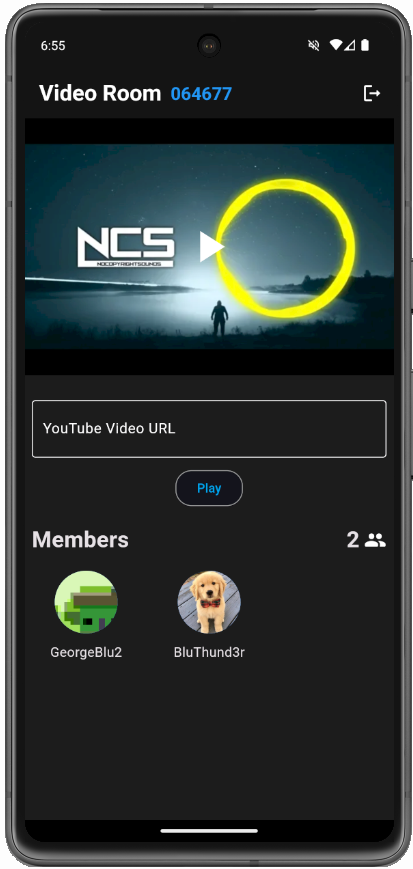 6:55
Video Room 064677
NCS
NOCOPYRIGHTSOUNDS
YouTube Video URL
Play
Members 2
GeorgeBlu2 BluThund3r